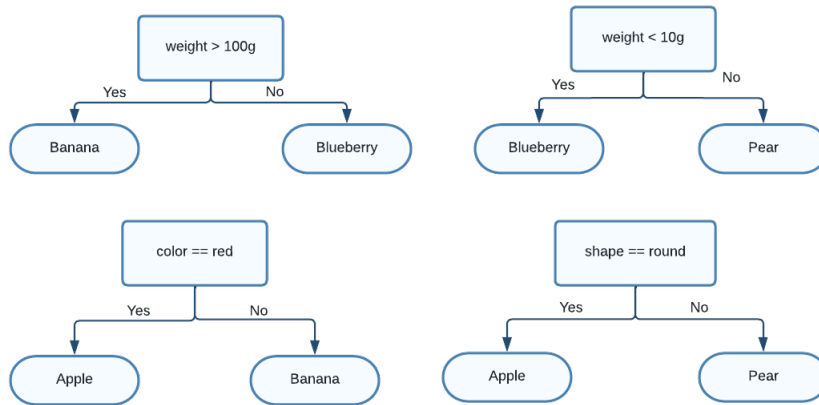 weight > 100g
Yes
No
Banana
Blueberry
weight < 10g
Yes
No
Blueberry
Pear
color == red
Yes
No
Apple
Banana
shape == round
Yes
No
Apple
Pear